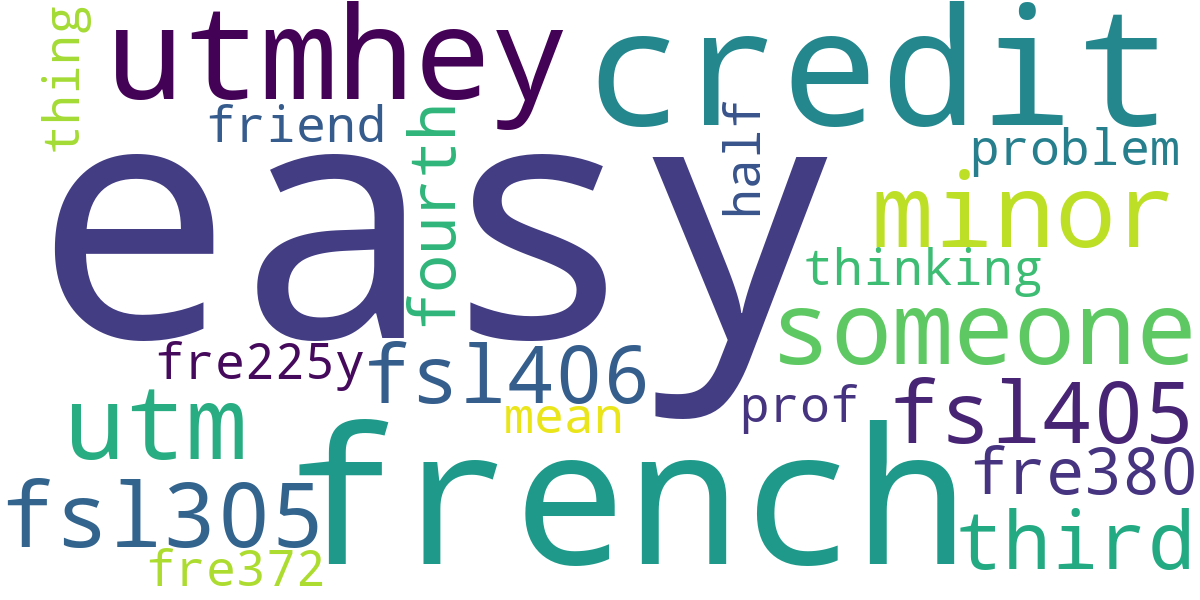 thing
utmhey
credit
friend
fourth
half
problem
easy
minor
thinking
someone
fre225y
fsl406
utm
mean
prof
fsl405
french
fre380
fsl305
third
fre372